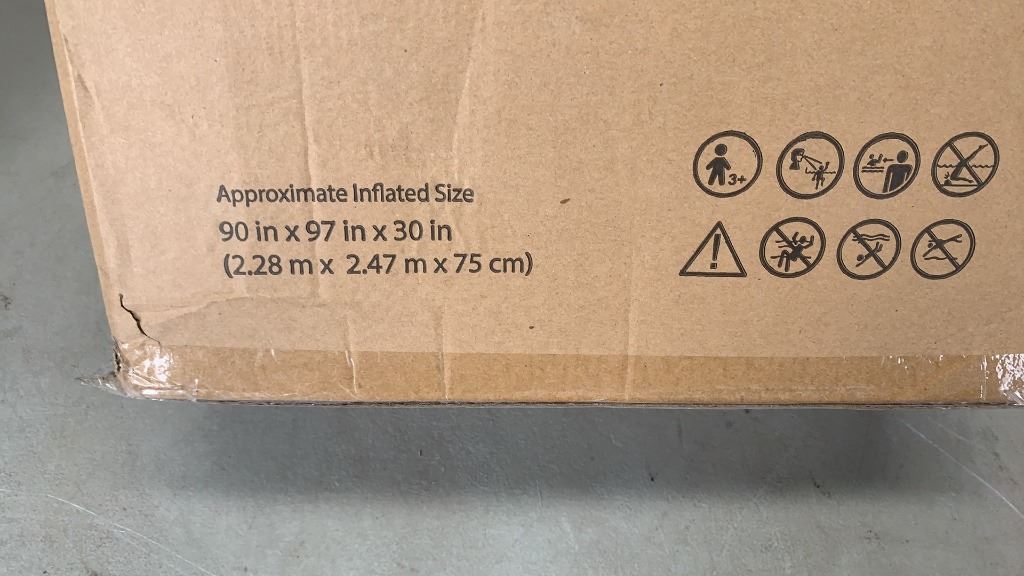 Approximate Inflated Size
90 in x 97 in x 30 in
(2.28 m x 2.47 m x 75 cm)
3+